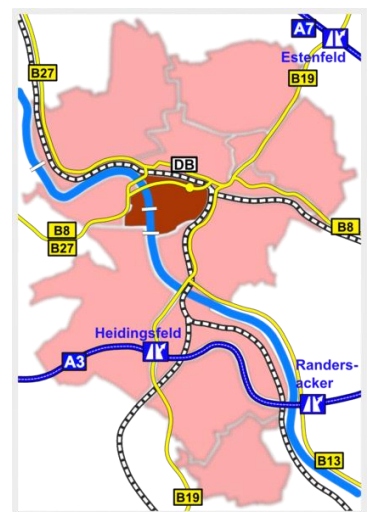 A7
Estenfeld
B27
B19
DB
B8
B27
B8
Heidingsfeld
A3
Randers-
acker
B13
B19